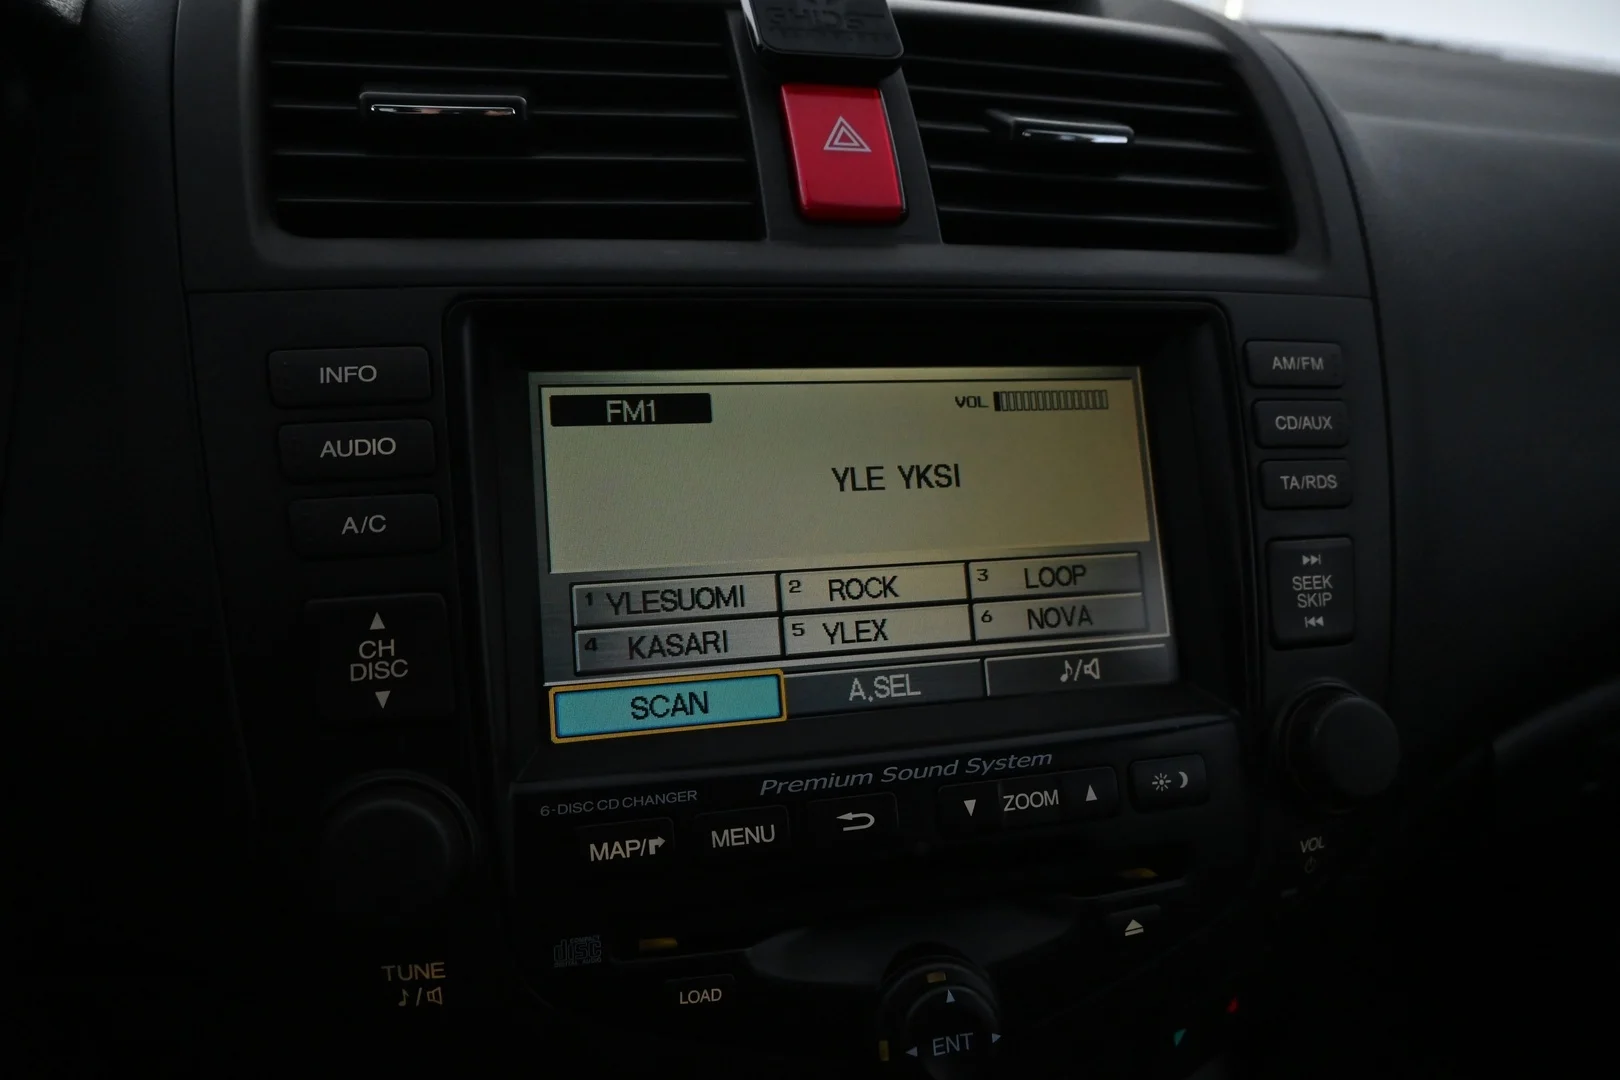 INFO
AUDIO
A/C
CH
DISC
FM1
VOL
YLE YKSI
1 YLESUOMI
2 ROCK
3 LOOP
4 KASARI
5 YLEX
6 NOVA
SCAN
A.SEL
AM/FM
CD/AUX
TA/RDS
SEEK
SKIP
Premium Sound System
6-DISC CD CHANGER
MAP/
MENU
ZOOM
VOL
disc
TUNE
LOAD
ENT